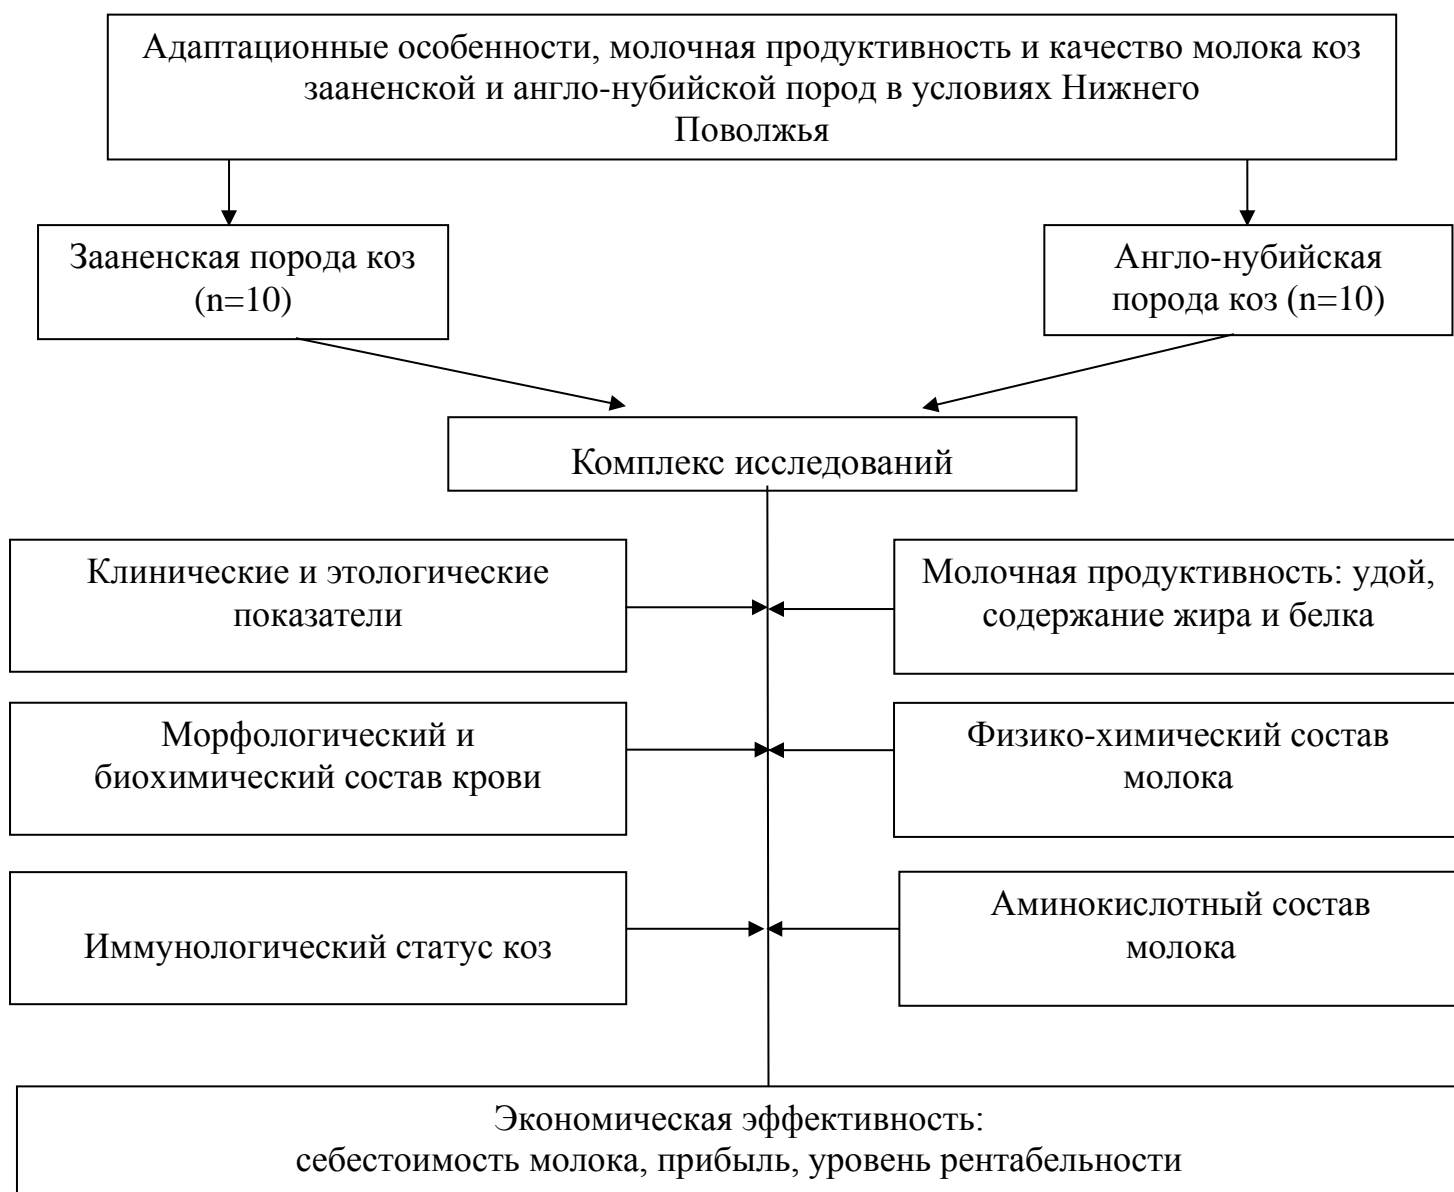 Адаптационные особенности, молочная продуктивность и качество молока коз
зааненской и англо-нубийской пород в условиях Нижнего
Поволжья
Зааненская порода коз
(n=10)
Англо-нубийская
порода коз (n=10)
Комплекс исследований
Клинические и этологические
показатели
Молочная продуктивность: удой,
содержание жира и белка
Морфологический и
биохимический состав крови
Физико-химический состав
молока
Иммунологический статус коз
Аминокислотный состав
молока
Экономическая эффективность:
себестоимость молока, прибыль, уровень рентабельности